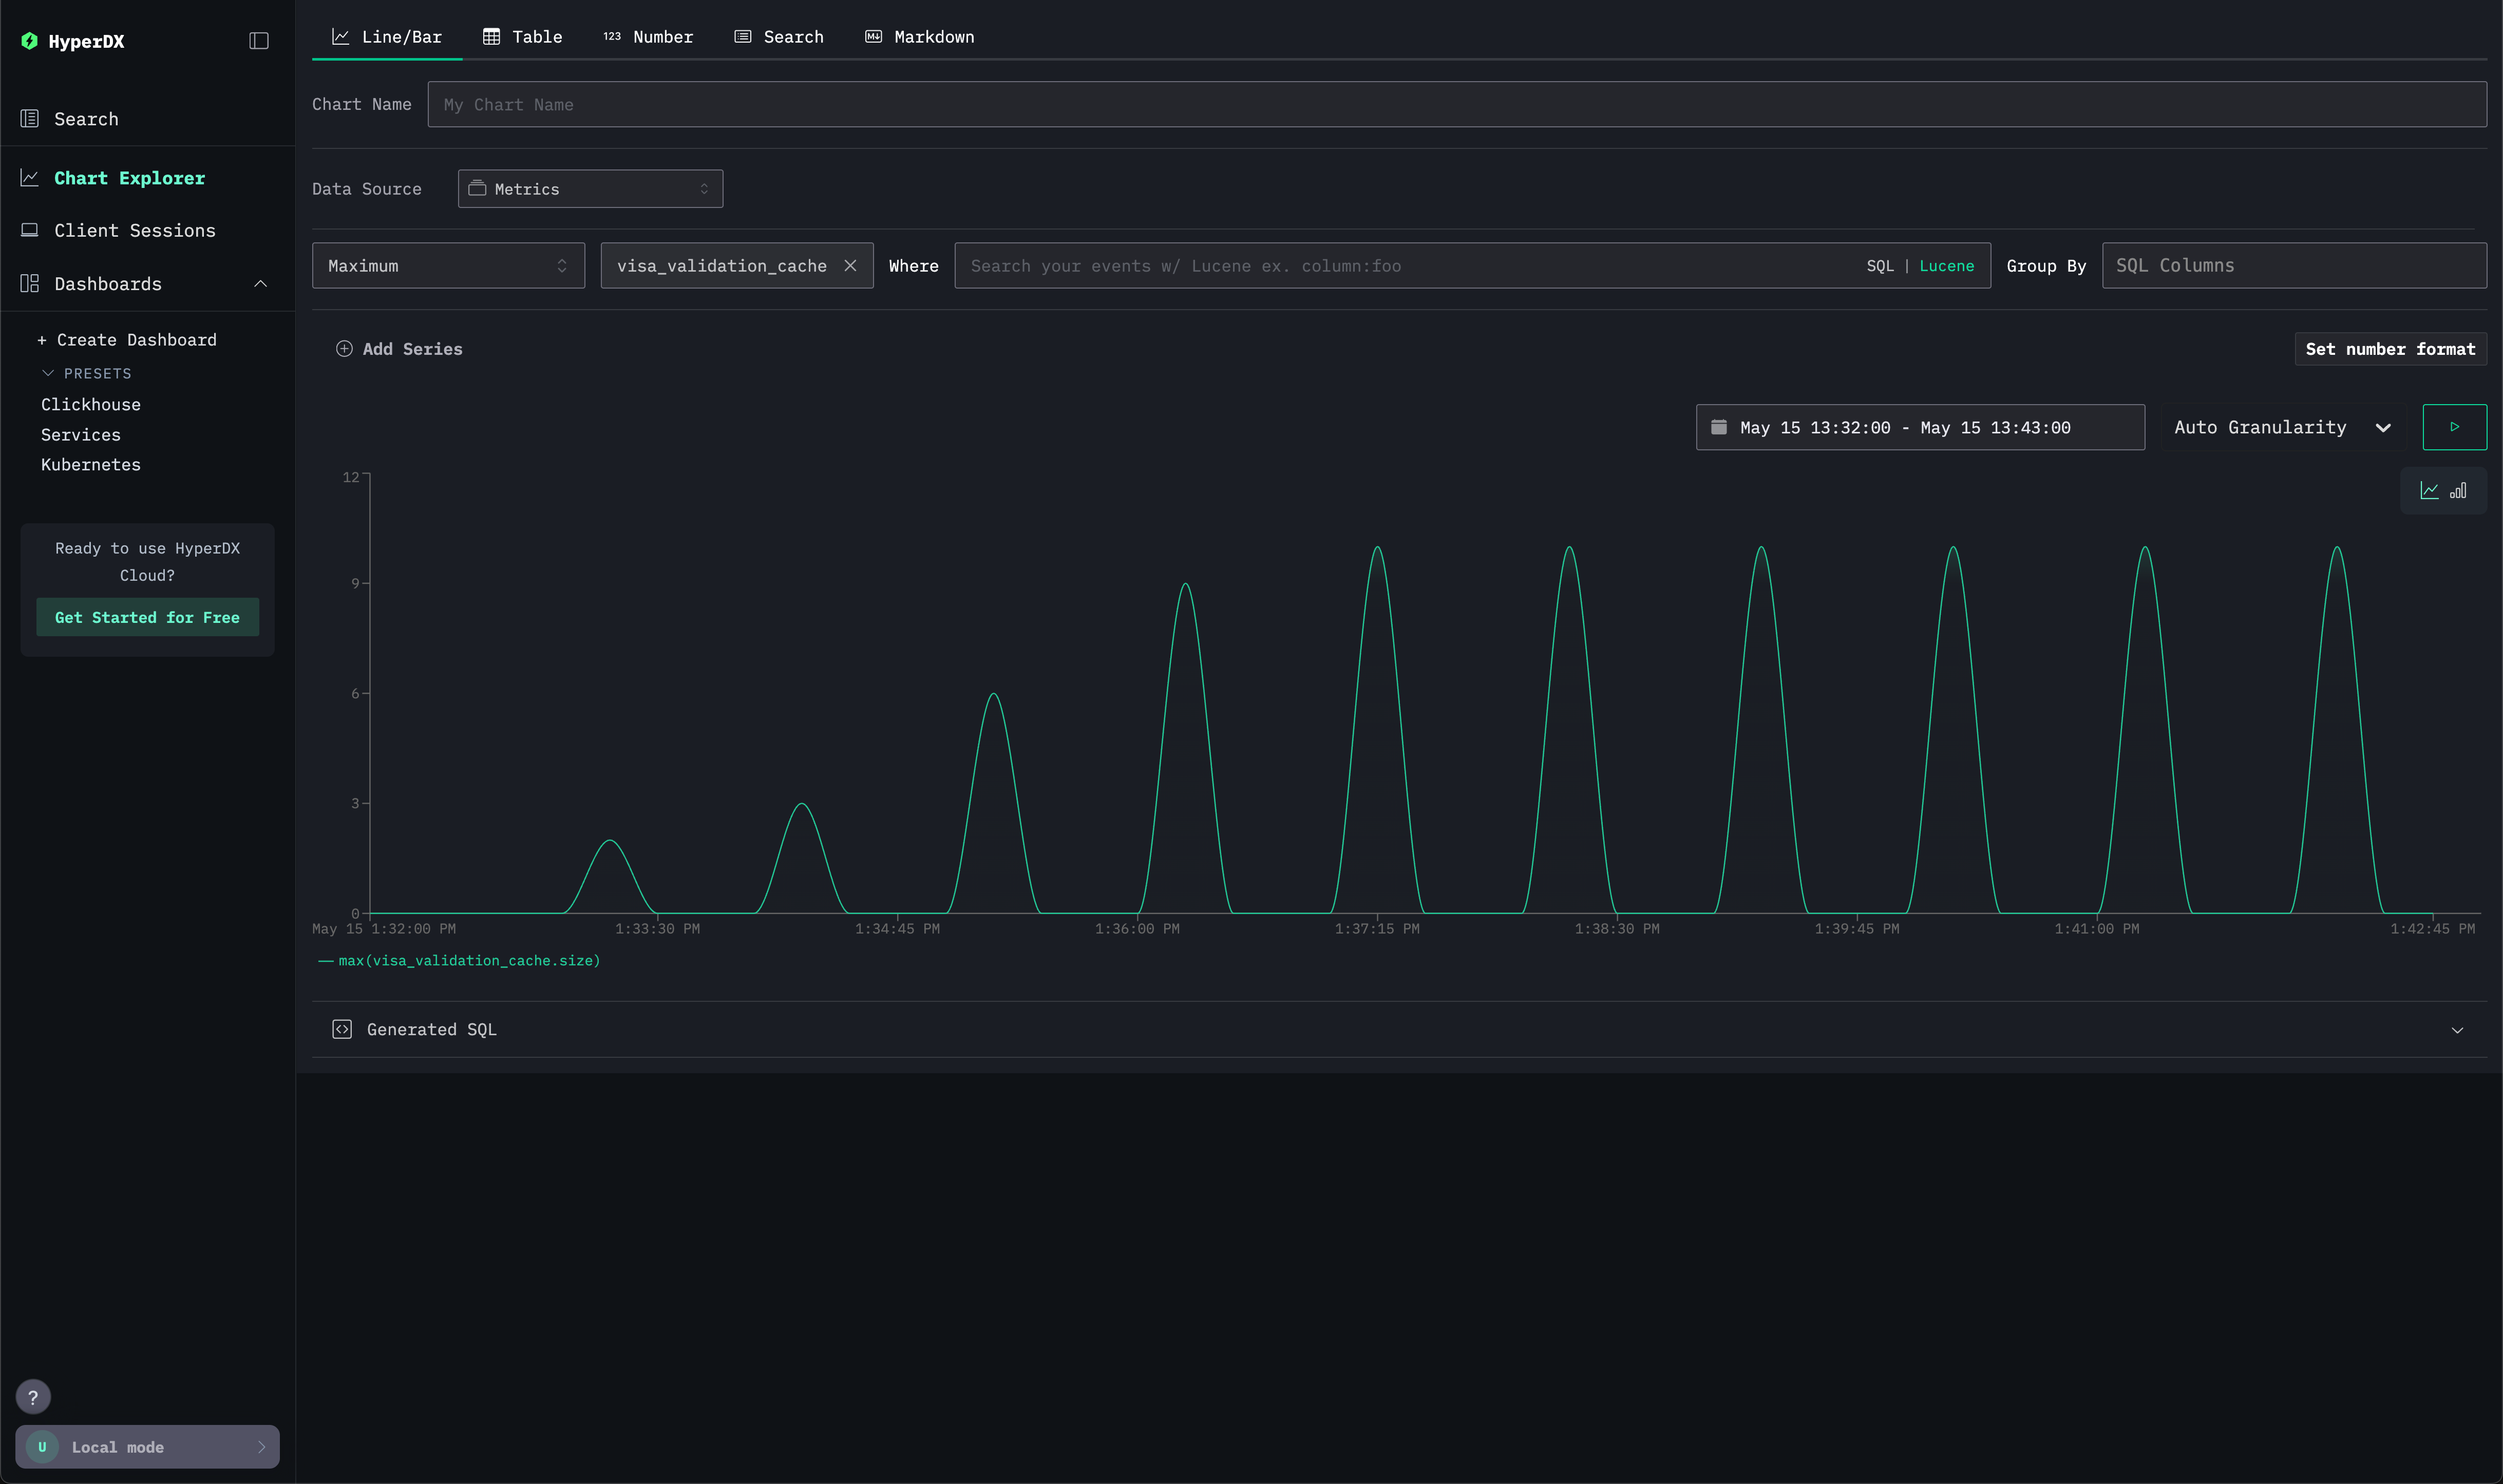 HyperDX
Search
Chart Explorer
Client Sessions
Dashboards
+ Create Dashboard
PRESETS
Clickhouse
Services
Kubernetes
Ready to use HyperDX
Cloud?
Get Started for Free
?
U Local mode
Line/Bar Table 123 Number Search M Markdown
Chart Name My Chart Name
Data Source Metrics
Maximum visa_validation_cache Where Search your events w/ Lucene ex. column:foo SQL | Lucene Group By SQL Columns
Add Series Set number format
May 15 13:32:00 - May 15 13:43:00 Auto Granularity
12
9
6
3
0
May 15 1:32:00 PM 1:33:30 PM 1:34:45 PM 1:36:00 PM 1:37:15 PM 1:38:30 PM 1:39:45 PM 1:41:00 PM 1:42:45 PM
max(visa_validation_cache.size)
Generated SQL